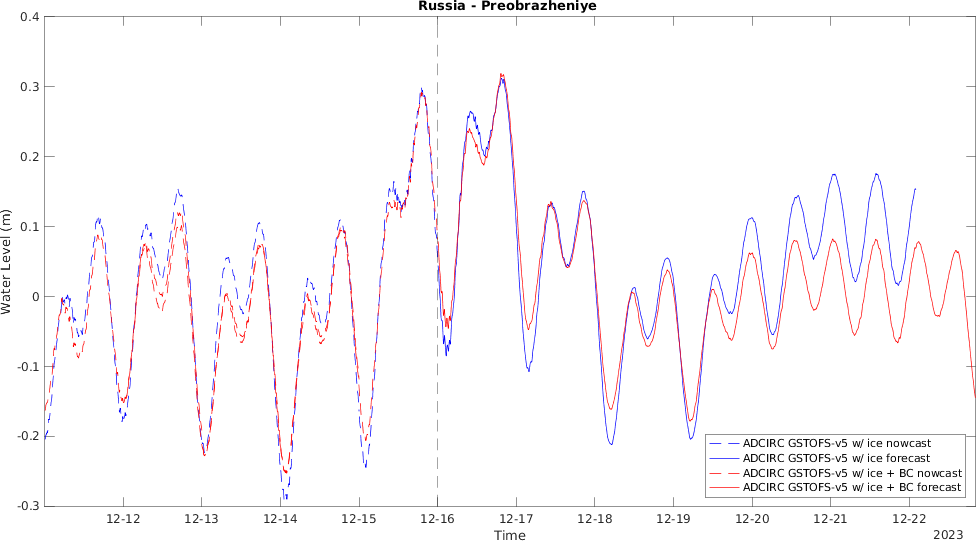 Russia - Preobrazheniye
0.4
0.3
0.2
0.1
0
-0.1
-0.2
-0.3
Water Level (m)
12-12 12-13 12-14 12-15 12-16 12-17 12-18 12-19 12-20 12-21 12-22
Time
2023
ADCIRC GSTOFS-v5 w/ ice nowcast
ADCIRC GSTOFS-v5 w/ ice forecast
ADCIRC GSTOFS-v5 w/ ice + BC nowcast
ADCIRC GSTOFS-v5 w/ ice + BC forecast